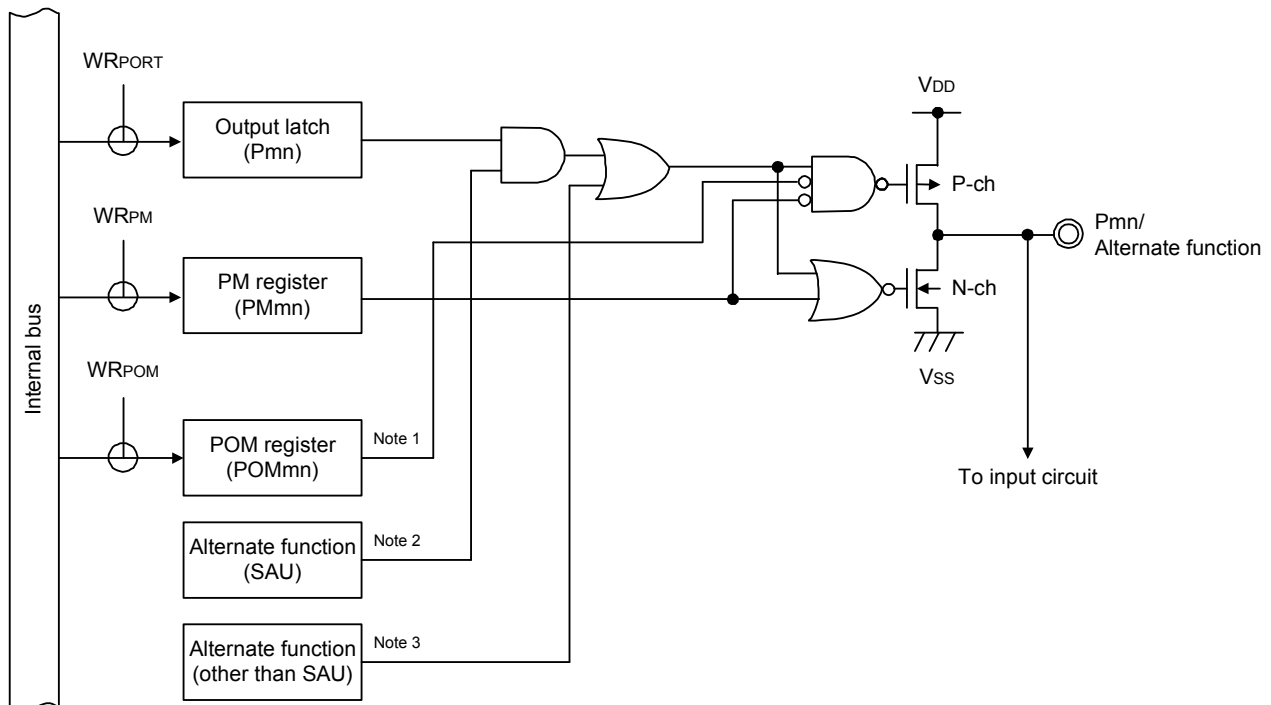 Internal bus
WRPORT
Output latch
(Pmn)
WRPM
PM register
(PMmn)
WRPOM
POM register
(POMmn)
Note 1
Alternate function
(SAU)
Note 2
Alternate function
(other than SAU)
Note 3
VDD
P-ch
Pmn/
Alternate function
N-ch
VSS
To input circuit